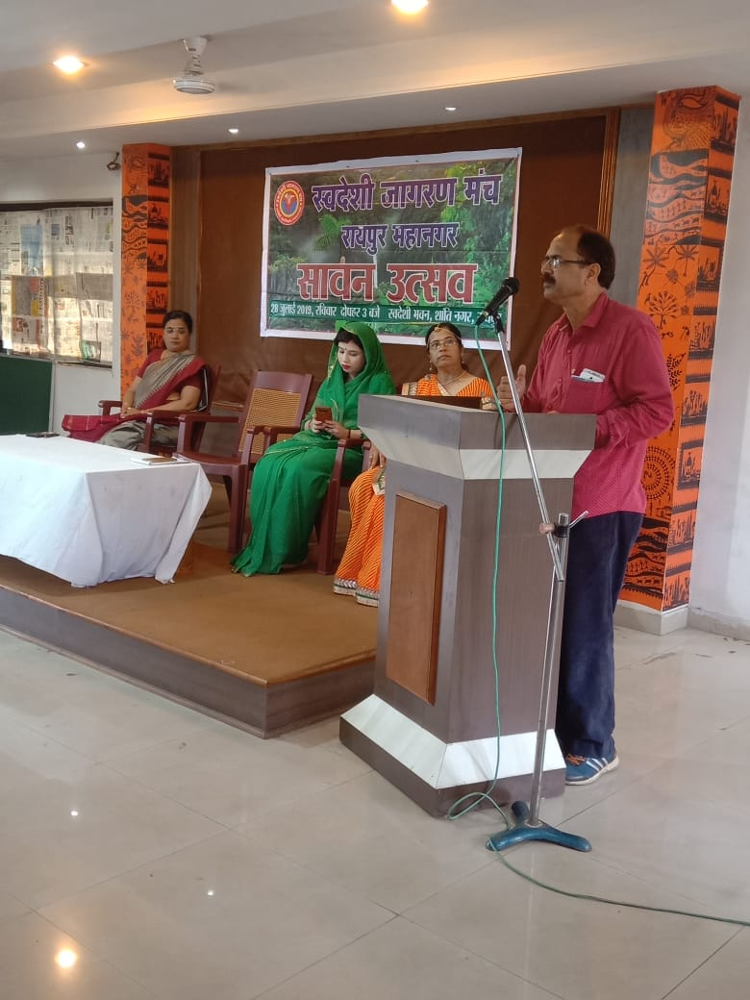 स्वदेशी जागरण मंच
रायपुर महानगर
सावन उत्सव
28 जुलाई 2019, रविवार दोपहर 3 बजे स्वदेशी भवन, शांति नगर,